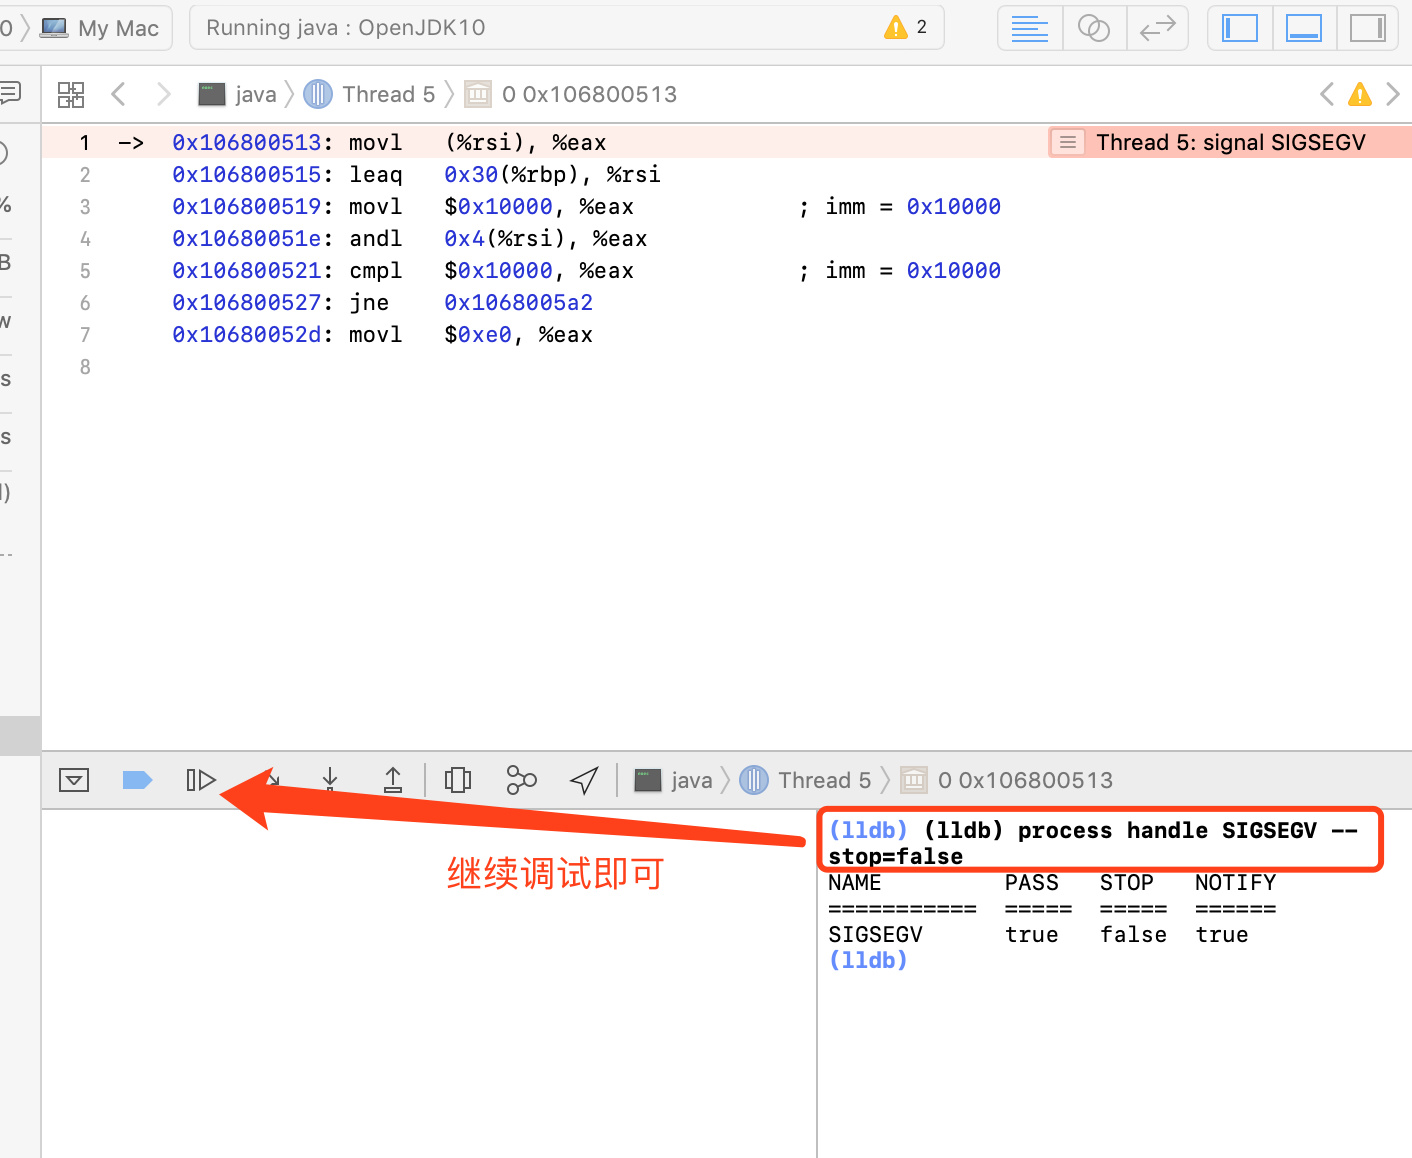 0 My Mac Running java : OpenJDK10 2
java Thread 5 0 0x106800513
1 -> 0x106800513: movl (%rsi), %eax Thread 5: signal SIGSEGV
2 0x106800515: leaq 0x30(%rbp), %rsi
3 0x106800519: movl $0x10000, %eax ; imm = 0x10000
4 0x10680051e: andl 0x4(%rsi), %eax
5 0x106800521: cmpl $0x10000, %eax ; imm = 0x10000
6 0x106800527: jne 0x1068005a2
7 0x10680052d: movl $0xe0, %eax
8
%
B
w
s
s
)
--
java Thread 5 0 0x106800513
(lldb) (lldb) process handle SIGSEGV --
stop=false
继续调试即可
NAME PASS STOP NOTIFY
=========== ===== ===== ======
SIGSEGV true false true
(lldb)